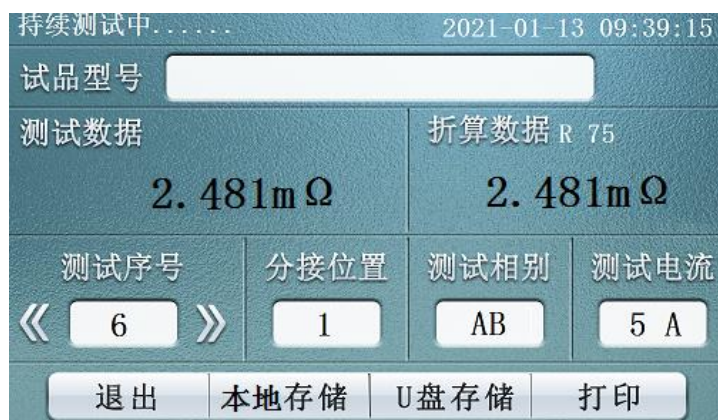 持续测试中...... 2021-01-13 09:39:15
试品型号
测试数据 折算数据 R 75
2.481mΩ 2.481mΩ
测试序号 分接位置 测试相别 测试电流
《 6 》 1 AB 5 A
退出 本地存储 U盘存储 打印